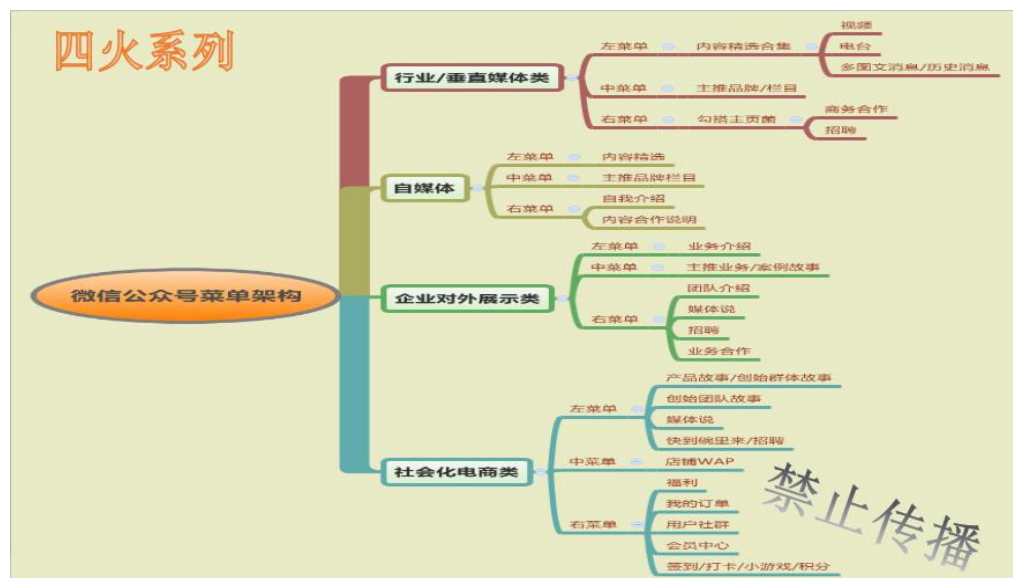 四火系列
微信公众号菜单架构
行业/垂直媒体类
左菜单
内容精选合集
视频
电台
多图文消息/历史消息
中菜单
主推品牌/栏目
右菜单
勾搭主页菌
商务合作
招聘
自媒体
左菜单
内容精选
中菜单
主推品牌栏目
右菜单
自我介绍
内容合作说明
企业对外展示类
左菜单
业务介绍
中菜单
主推业务/案例故事
右菜单
团队介绍
媒体说
招聘
业务合作
社会化电商类
左菜单
产品故事/创始群体故事
创始团队故事
媒体说
快到碗里来/招聘
中菜单
店铺WAP
右菜单
福利
我的订单
用户社群
会员中心
签到/打卡/小游戏/积分
禁止传播